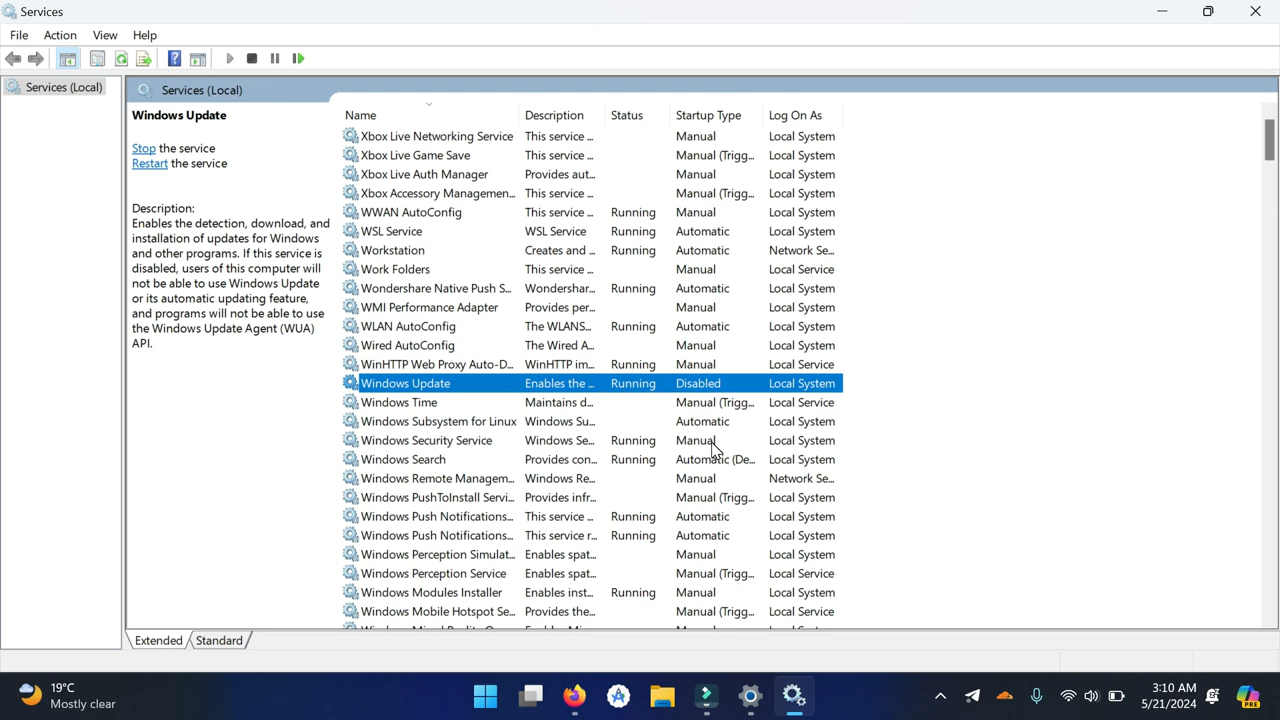 Services
File Action View Help
Services (Local)
Services (Local)
Windows Update
Stop the service
Restart the service
Description:
Enables the detection, download, and
installation of updates for Windows
and other programs. If this service is
disabled, users of this computer will
not be able to use Windows Update
or its automatic updating feature,
and programs will not be able to use
the Windows Update Agent (WUA)
API.
Name Description Status Startup Type Log On As
Xbox Live Networking Service This service ... Manual Local System
Xbox Live Game Save This service ... Manual (Trigg... Local System
Xbox Live Auth Manager Provides aut... Manual Local System
Xbox Accessory Managemen... This service ... Manual (Trigg... Local System
WWAN AutoConfig This service ... Running Manual Local System
WSL Service WSL Service Running Automatic Local System
Workstation Creates and ... Running Automatic Network Se...
Work Folders This service ... Manual Local Service
Wondershare Native Push S... Wondershar... Running Automatic Local System
WMI Performance Adapter Provides per... Manual Local System
WLAN AutoConfig The WLANS... Running Automatic Local System
Wired AutoConfig The Wired A... Manual Local System
WinHTTP Web Proxy Auto-D... WinHTTP im... Running Manual Local Service
Windows Update Enables the ... Running Disabled Local System
Windows Time Maintains d... Manual (Trigg... Local Service
Windows Subsystem for Linux Windows Su... Automatic Local System
Windows Security Service Windows Se... Running Manual Local System
Windows Search Provides con... Running Automatic (De... Local System
Windows Remote Managem... Windows Re... Manual Network Se...
Windows PushToInstall Servi... Provides infr... Manual (Trigg... Local System
Windows Push Notifications... This service ... Running Automatic Local System
Windows Push Notifications... This service r... Running Automatic Local System
Windows Perception Simulat... Enables spat... Manual Local System
Windows Perception Service Enables spat... Manual (Trigg... Local Service
Windows Modules Installer Enables inst... Running Manual Local System
Windows Mobile Hotspot Se... Provides the... Manual (Trigg... Local Service
Extended Standard
19°C
Mostly clear
3:10 AM
5/21/2024
PRE